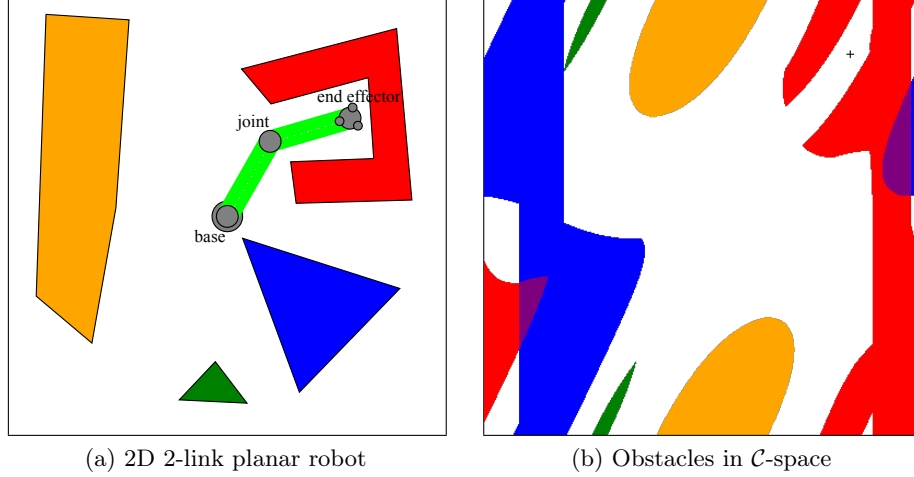 end effector
joint
base
+
(a) 2D 2-link planar robot
(b) Obstacles in 𝒞-space